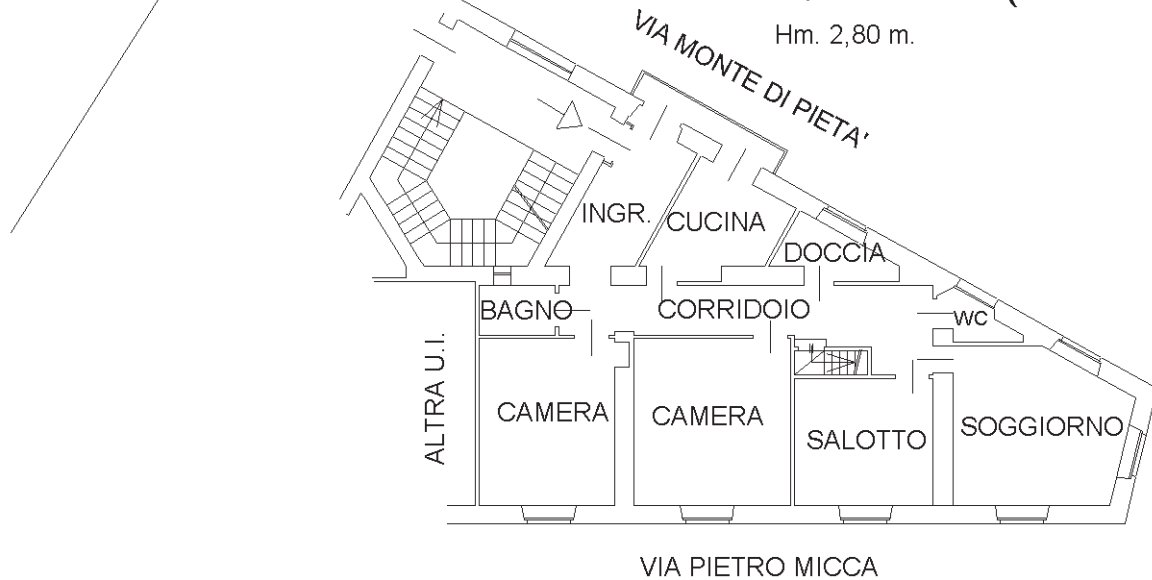 Hm. 2,80 m.
VIA MONTE DI PIETA'
INGR.
CUCINA
DOCCIA
BAGNO
CORRIDOIO
WC
ALTRA U.I.
CAMERA
CAMERA
SALOTTO
SOGGIORNO
VIA PIETRO MICCA